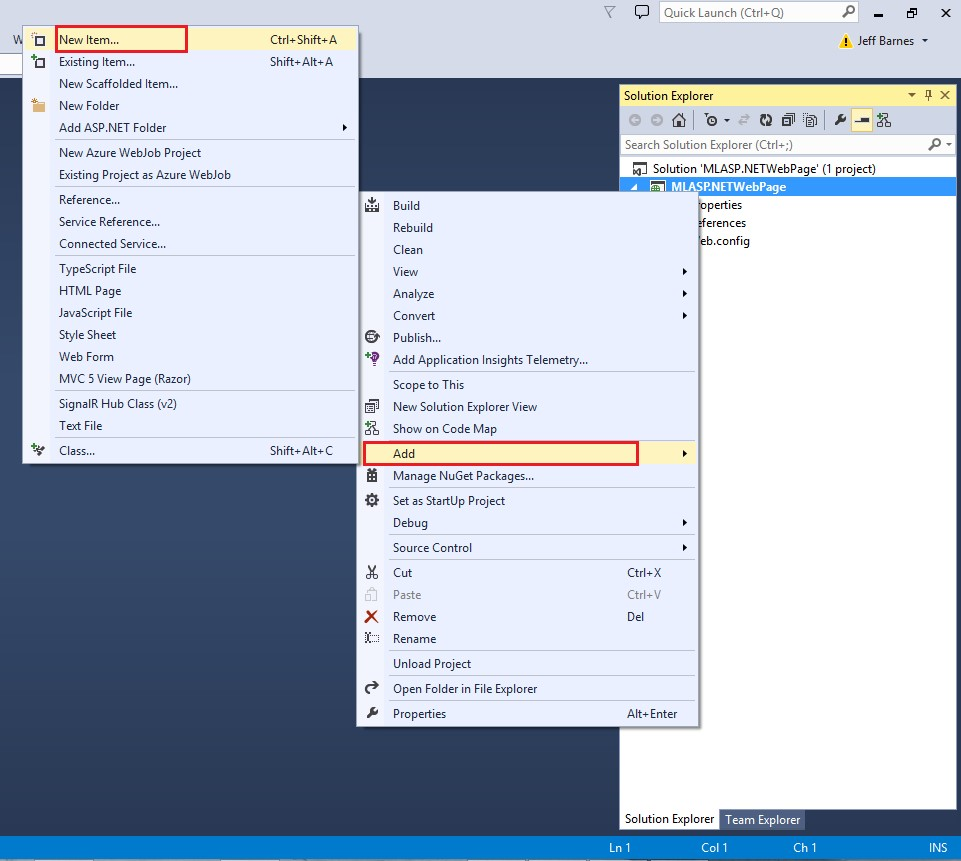 Quick Launch (Ctrl+Q)
Jeff Barnes
New Item... Ctrl+Shift+A
Existing Item... Shift+Alt+A
New Scaffolded Item...
New Folder
Add ASP.NET Folder
New Azure WebJob Project
Existing Project as Azure WebJob
Reference...
Service Reference...
Connected Service...
TypeScript File
HTML Page
JavaScript File
Style Sheet
Web Form
MVC 5 View Page (Razor)
SignalR Hub Class (v2)
Text File
Class... Shift+Alt+C
Solution Explorer
Search Solution Explorer (Ctrl+;)
Solution 'MLASP.NETWebPage' (1 project)
MLASP.NETWebPage
operties
eferences
eb.config
Build
Rebuild
Clean
View
Analyze
Convert
Publish...
Add Application Insights Telemetry...
Scope to This
New Solution Explorer View
Show on Code Map
Add
Manage NuGet Packages...
Set as StartUp Project
Debug
Source Control
Cut Ctrl+X
Paste Ctrl+V
Remove Del
Rename
Unload Project
Open Folder in File Explorer
Properties Alt+Enter
Solution Explorer Team Explorer
Ln 1 Col 1 Ch 1 INS